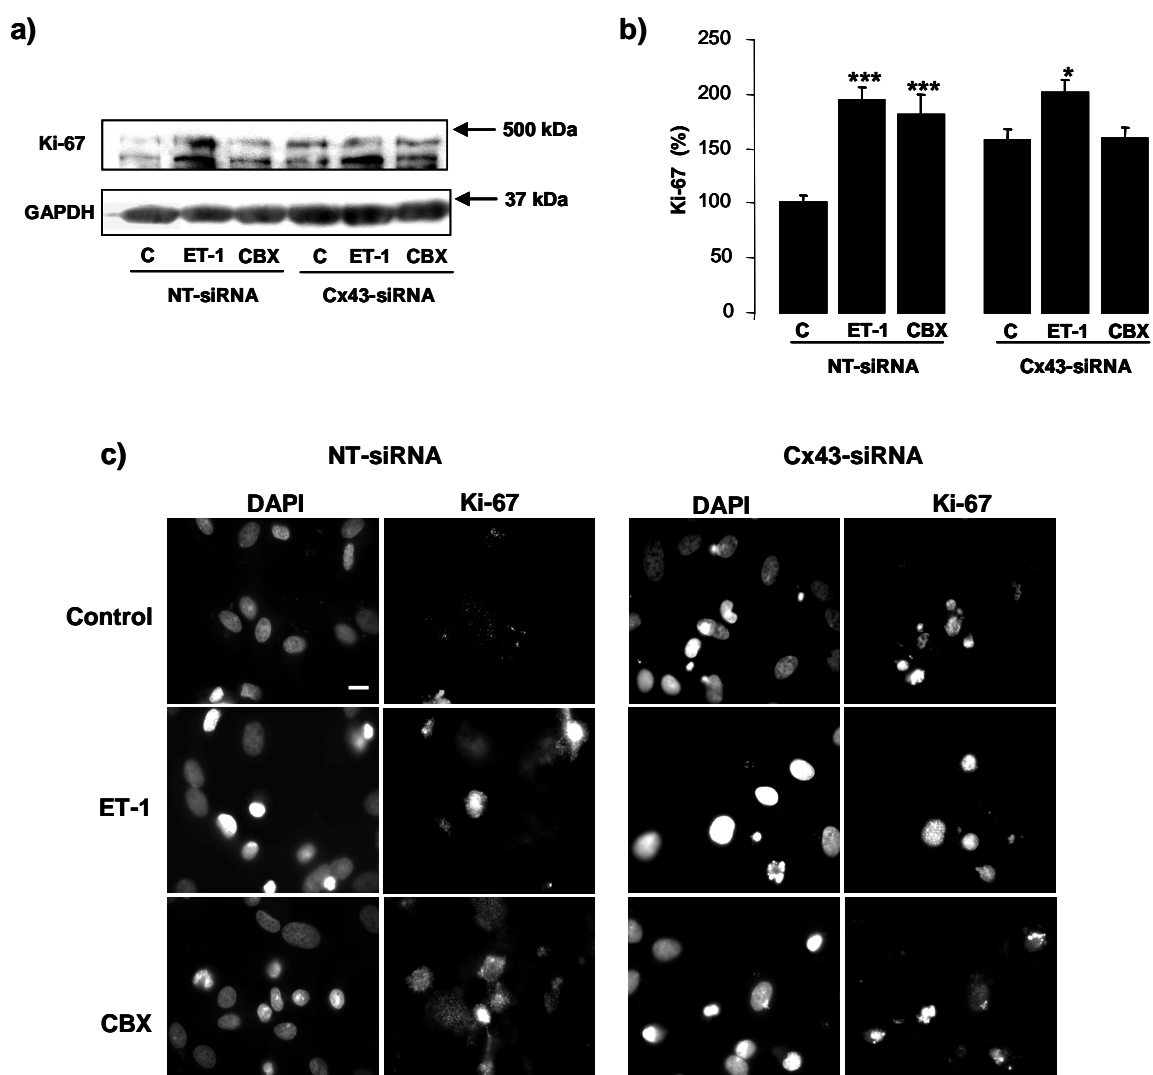 a)
Ki-67
500 kDa
GAPDH
37 kDa
C ET-1 CBX C ET-1 CBX
NT-siRNA Cx43-siRNA
b)
Ki-67 (%)
250
200
150
100
50
0
*** *** *
C ET-1 CBX C ET-1 CBX
NT-siRNA Cx43-siRNA
c)
NT-siRNA Cx43-siRNA
DAPI Ki-67 DAPI Ki-67
Control
ET-1
CBX